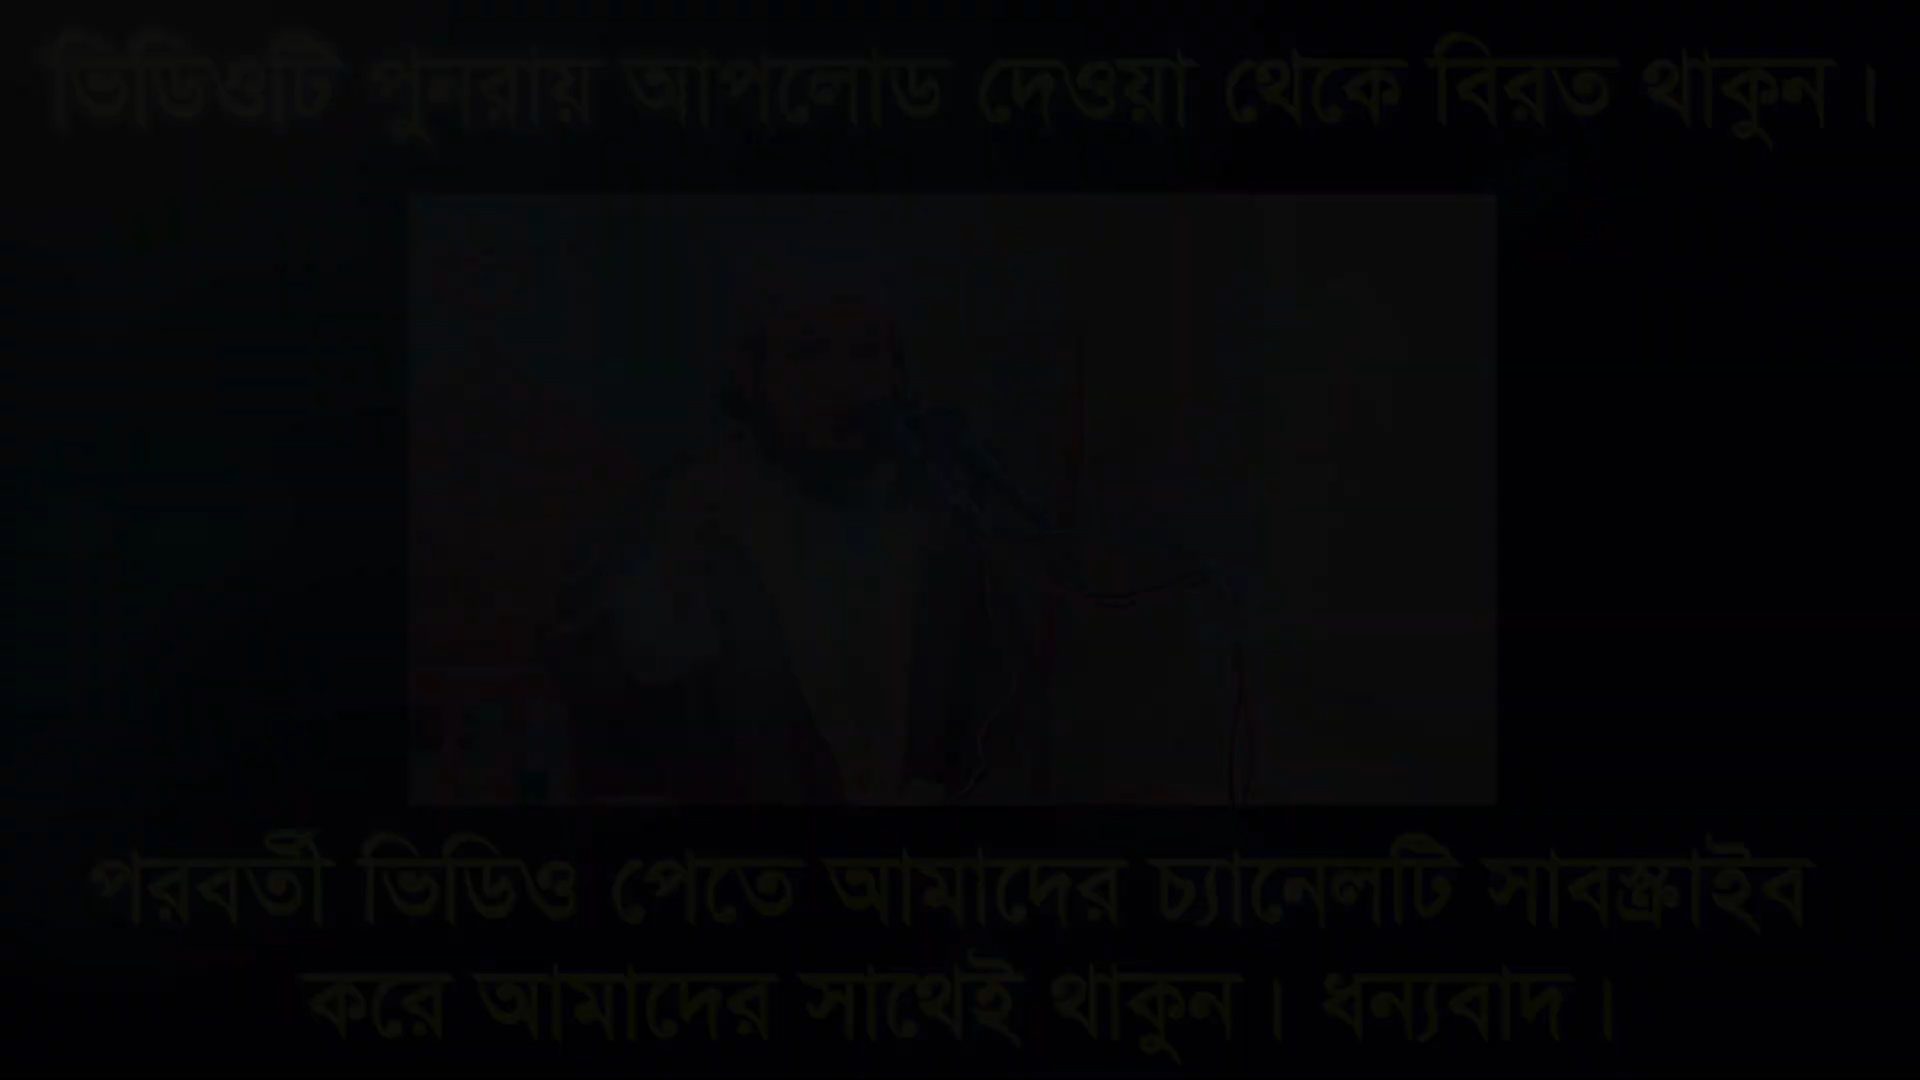 ভিডিওটি পুনরায় আপলোড দেওয়া থেকে বিরত থাকুন।
পরবর্তী ভিডিও পেতে আমাদের চ্যানেলটি সাবস্ক্রাইব
করে আমাদের সাথেই থাকুন। ধন্যবাদ।